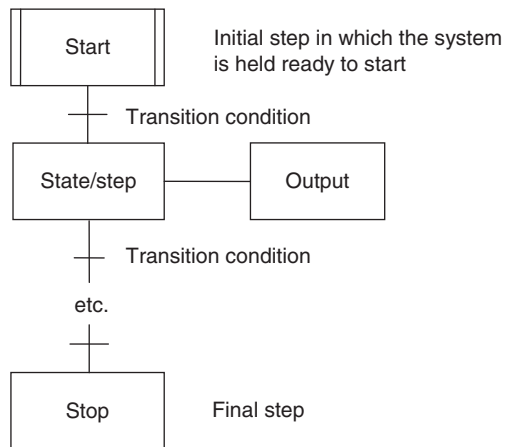 Start
Initial step in which the system
is held ready to start
Transition condition
State/step
Output
Transition condition
etc.
Stop
Final step